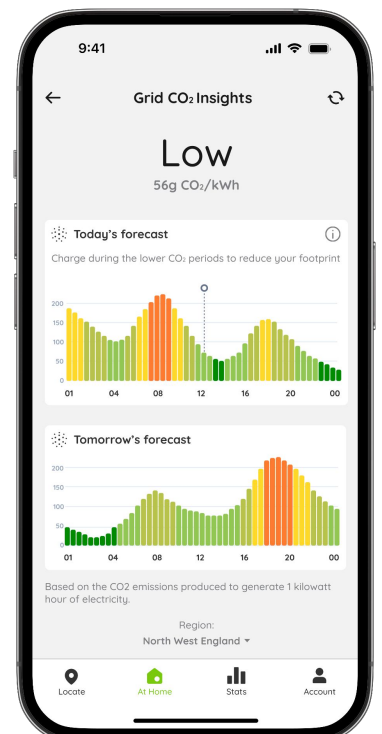 9:41
Grid CO₂ Insights
Low
56g CO₂/kWh
Today's forecast
Charge during the lower CO₂ periods to reduce your footprint
200
150
100
50
0
01 04 08 12 16 20 00
Tomorrow's forecast
200
150
100
50
0
01 04 08 12 16 20 00
Based on the CO2 emissions produced to generate 1 kilowatt
hour of electricity.
Region:
North West England
Locate At Home Stats Account